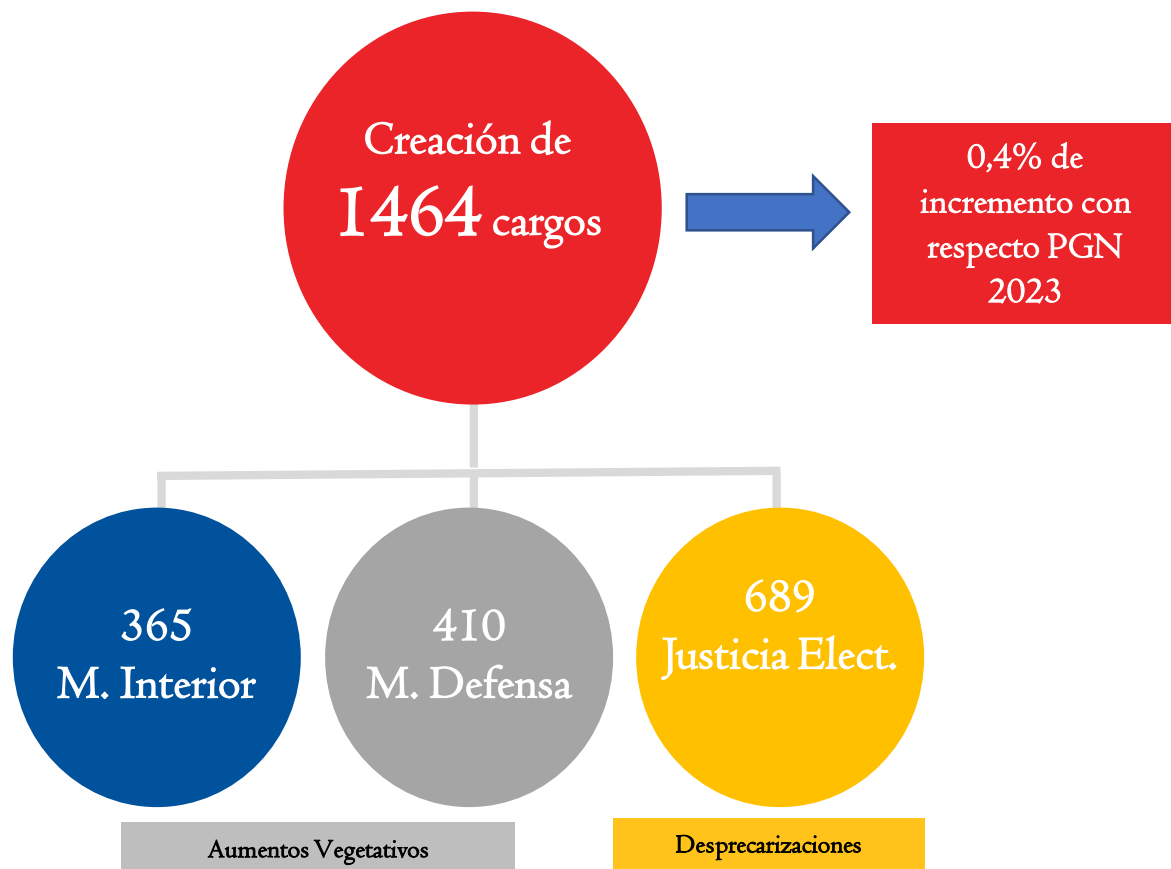 Creación de
1464 cargos
0,4% de
incremento con
respecto PGN
2023
365
M. Interior
410
M. Defensa
689
Justicia Elect.
Aumentos Vegetativos
Desprecarizaciones